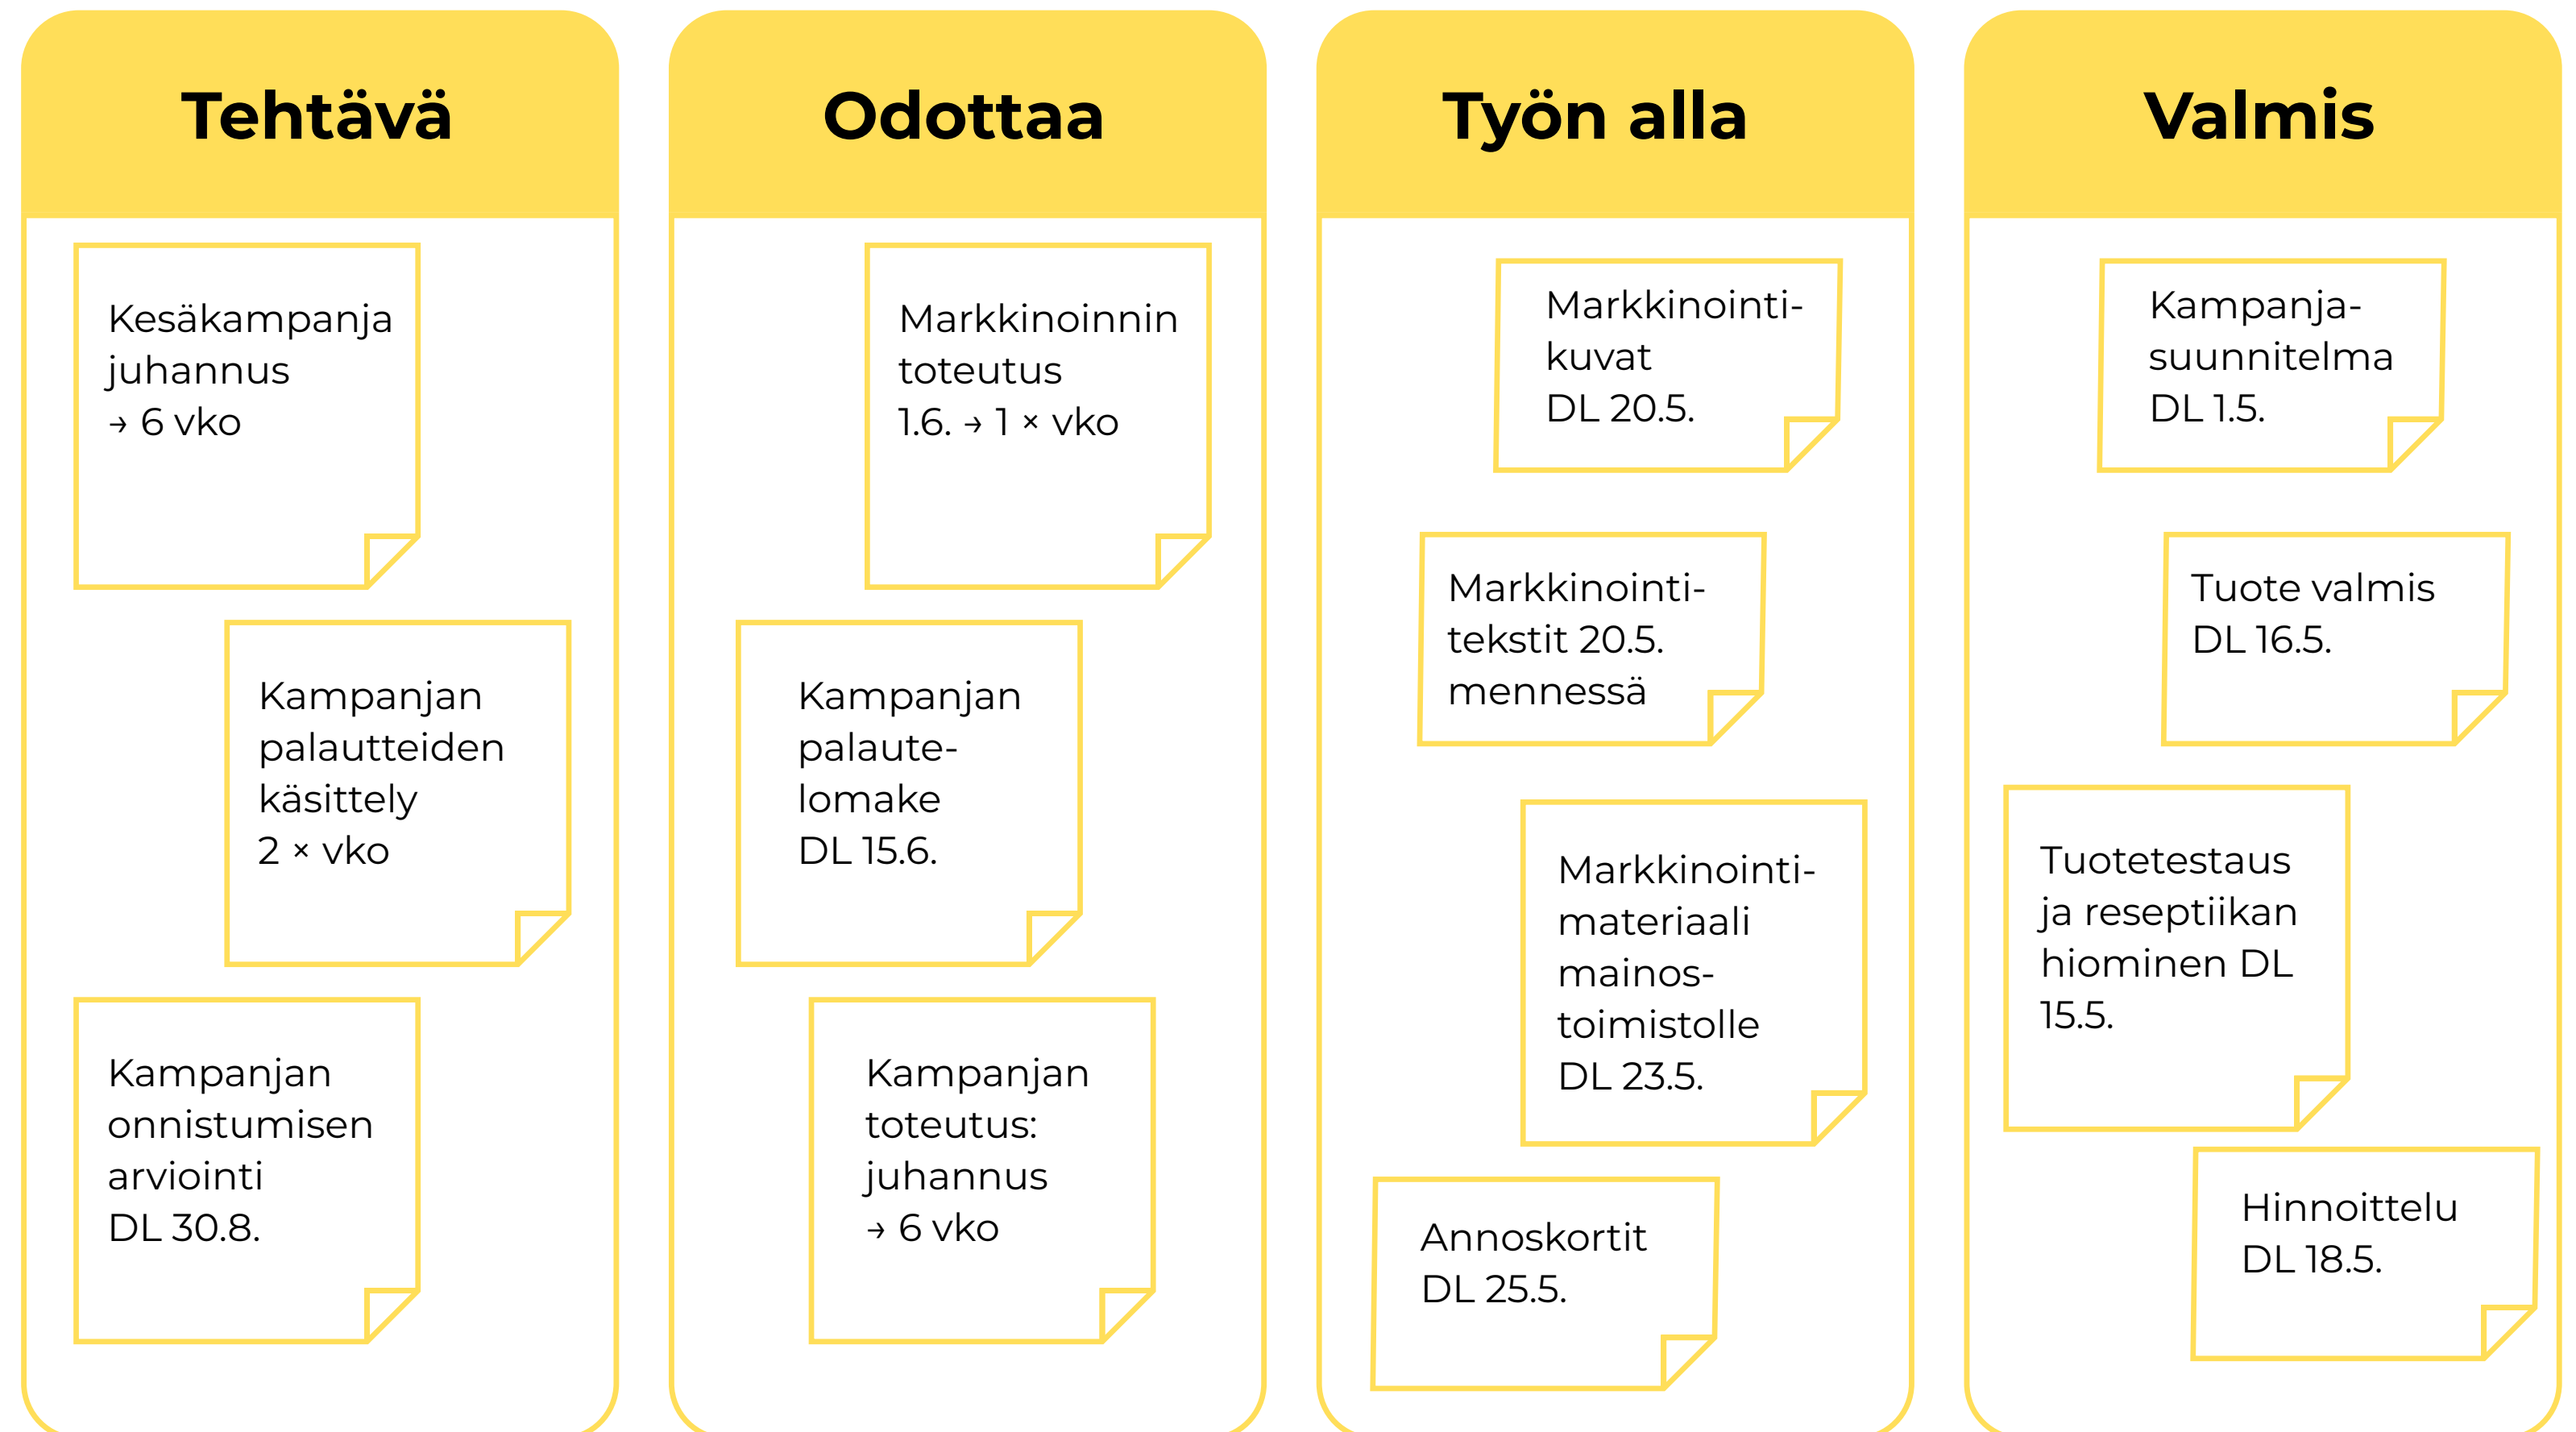 Tehtävä
Kesäkampanja
juhannus
→ 6 vko
Kampanjan
palautteiden
käsittely
2 × vko
Kampanjan
onnistumisen
arviointi
DL 30.8.
Odottaa
Markkinoinnin
toteutus
1.6. → 1 × vko
Kampanjan
palaute-
lomake
DL 15.6.
Kampanjan
toteutus:
juhannus
→ 6 vko
Työn alla
Markkinointi-
kuvat
DL 20.5.
Markkinointi-
tekstit 20.5.
mennessä
Markkinointi-
materiaali
mainos-
toimistolle
DL 23.5.
Annoskortit
DL 25.5.
Valmis
Kampanja-
suunnitelma
DL 1.5.
Tuote valmis
DL 16.5.
Tuotetestaus
ja reseptiikan
hiominen DL
15.5.
Hinnoittelu
DL 18.5.